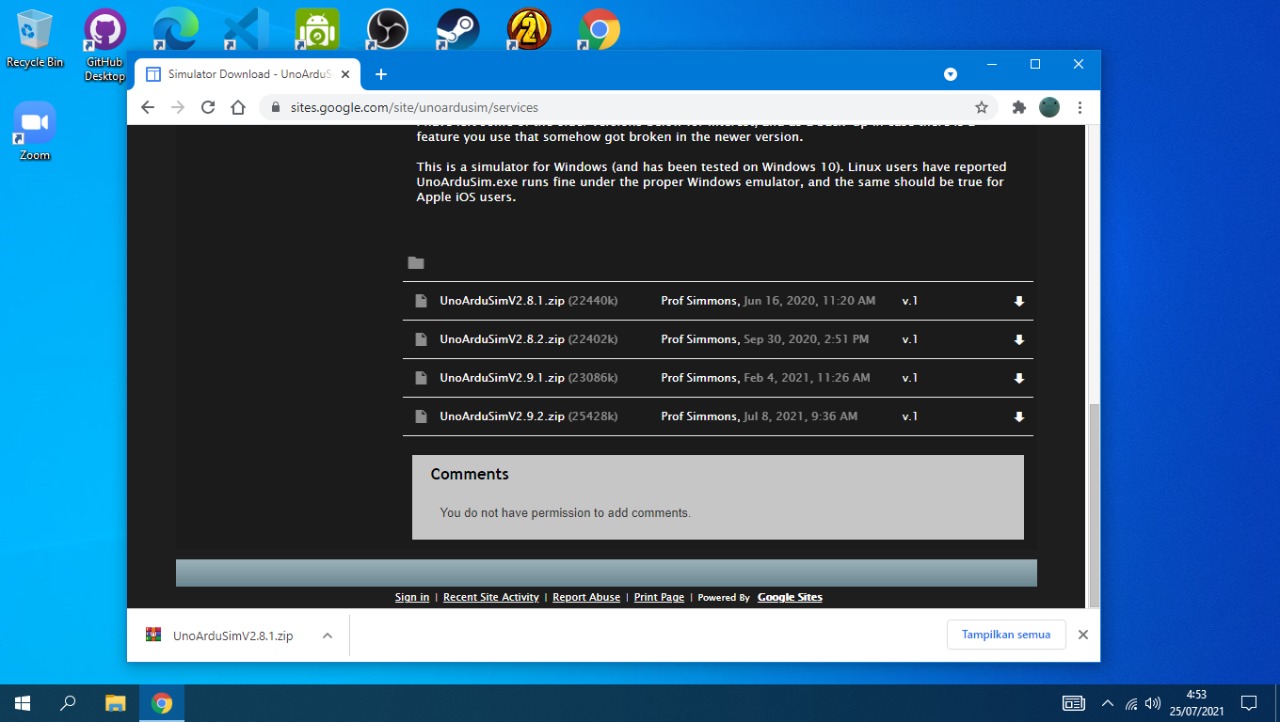 Recycle Bin
GitHub
Desktop
Zoom
Simulator Download - UnoArduS
sites.google.com/site/unoardusim/services
feature you use that somehow got broken in the newer version.
This is a simulator for Windows (and has been tested on Windows 10). Linux users have reported
UnoArduSim.exe runs fine under the proper Windows emulator, and the same should be true for
Apple iOS users.
UnoArduSimV2.8.1.zip (22440k) Prof Simmons, Jun 16, 2020, 11:20 AM v.1
UnoArduSimV2.8.2.zip (22402k) Prof Simmons, Sep 30, 2020, 2:51 PM v.1
UnoArduSimV2.9.1.zip (23086k) Prof Simmons, Feb 4, 2021, 11:26 AM v.1
UnoArduSimV2.9.2.zip (25428k) Prof Simmons, Jul 8, 2021, 9:36 AM v.1
Comments
You do not have permission to add comments.
Sign in | Recent Site Activity | Report Abuse | Print Page | Powered By Google Sites
UnoArduSimV2.8.1.zip
Tampilkan semua
4:53
25/07/2021